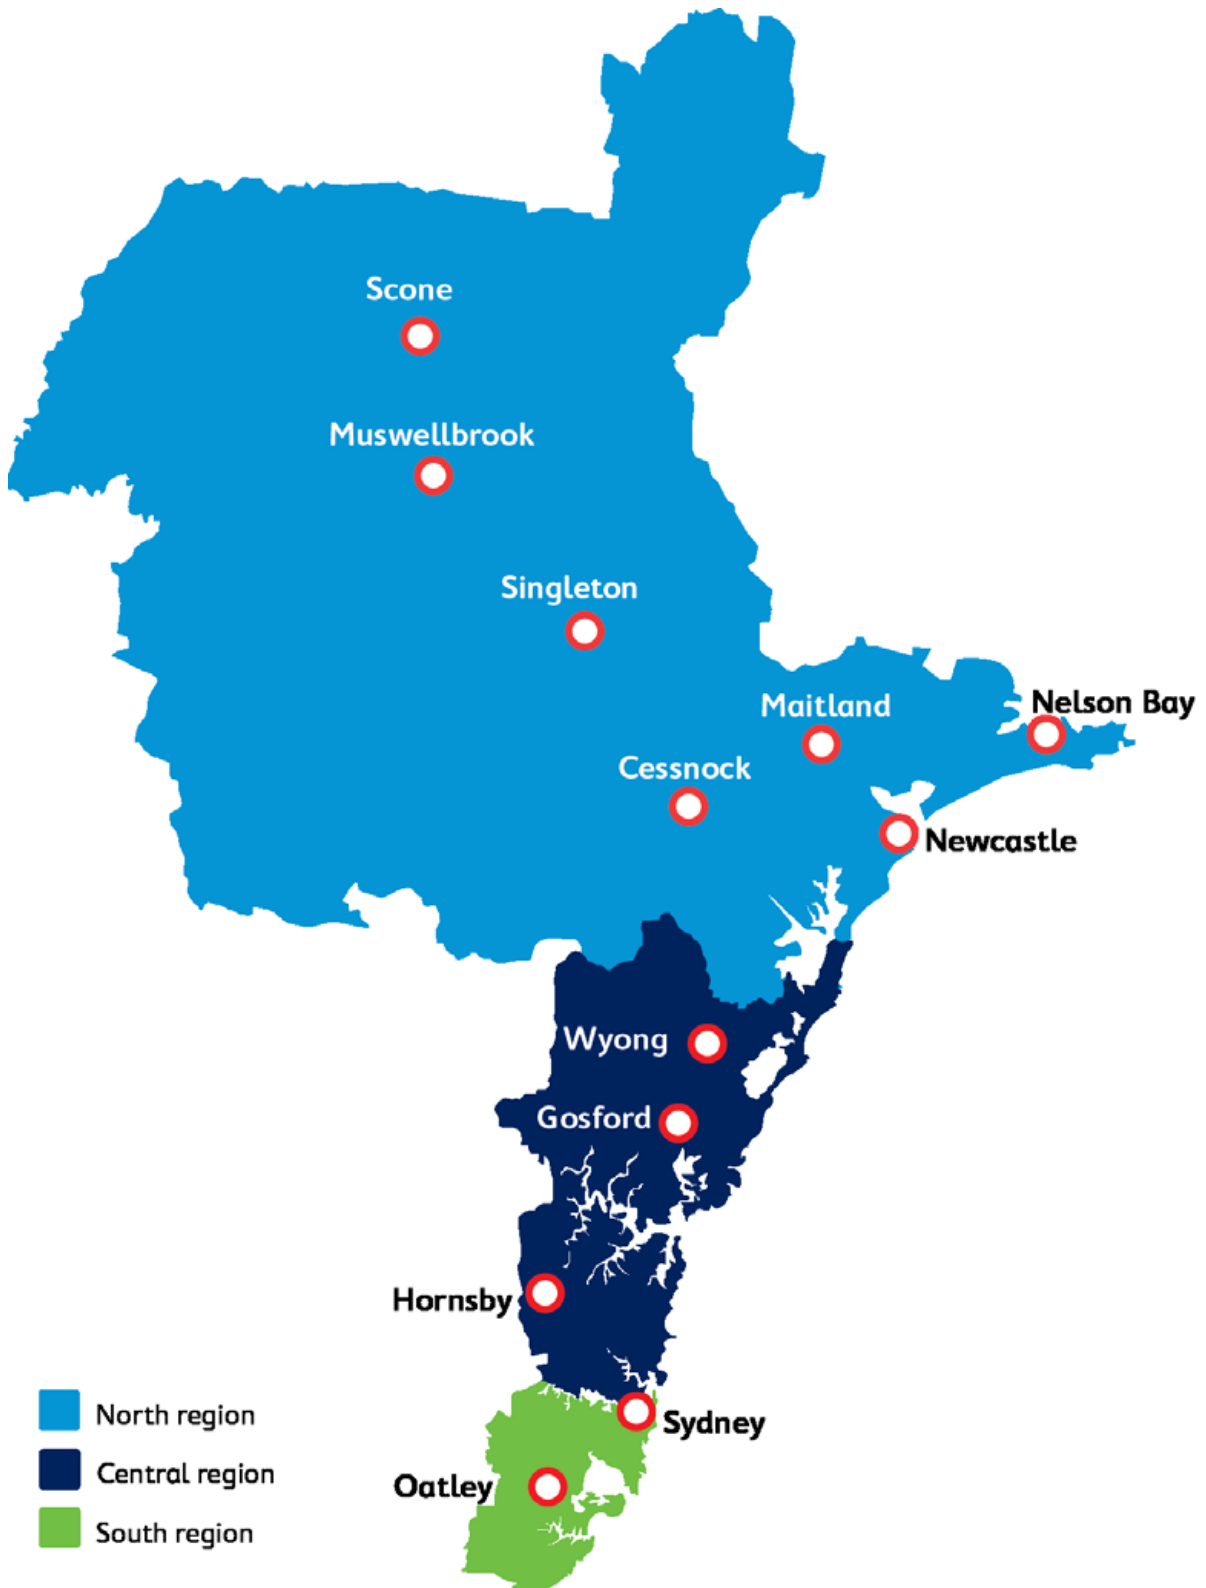 Scone
Muswellbrook
Singleton
Maitland
Nelson Bay
Cessnock
Newcastle
Wyong
Gosford
Hornsby
Sydney
Oatley
North region
Central region
South region